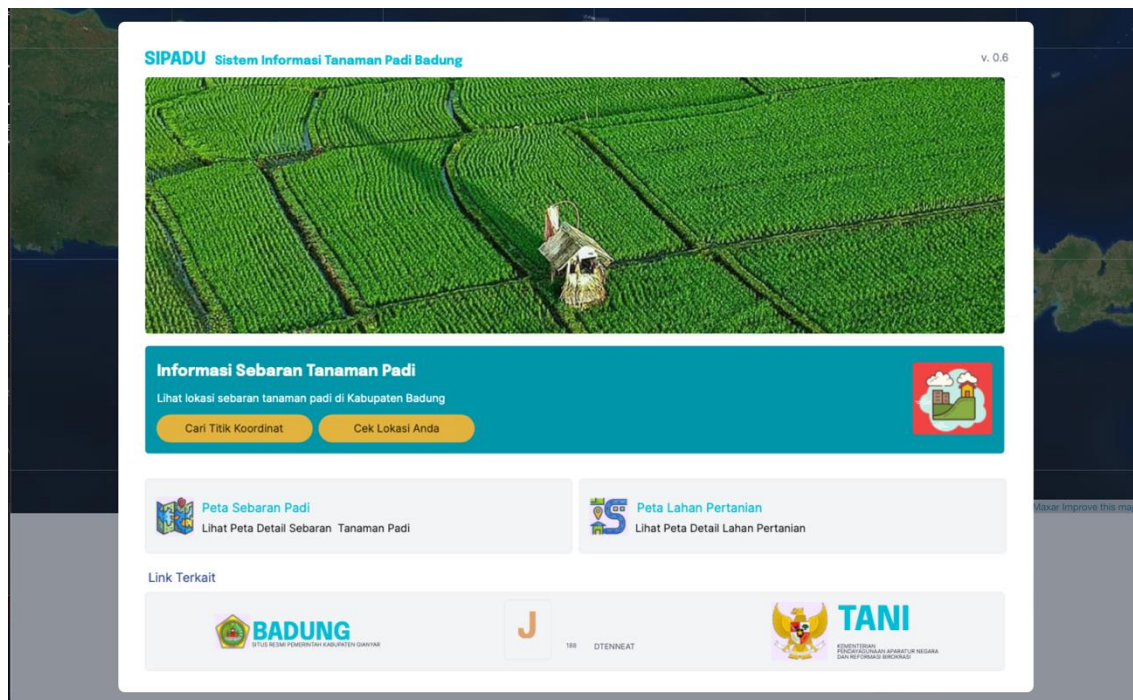 SIPADU Sistem Informasi Tanaman Padi Badung
v. 0.6
Informasi Sebaran Tanaman Padi
Lihat lokasi sebaran tanaman padi di Kabupaten Badung
Cari Titik Koordinat
Cek Lokasi Anda
Peta Sebaran Padi
Lihat Peta Detail Sebaran Tanaman Padi
Peta Lahan Pertanian
Lihat Peta Detail Lahan Pertanian
Maxar Improve this ma
Link Terkait
BADUNG
SITUS RESMI PEMERINTAH KABUPATEN GIANYAR
J
188 DTENNEAT
TANI
KEMENTERIAN
PENDAYAGUNAAN APARATUR NEGARA
DAN REFORMASI BIROKRASI